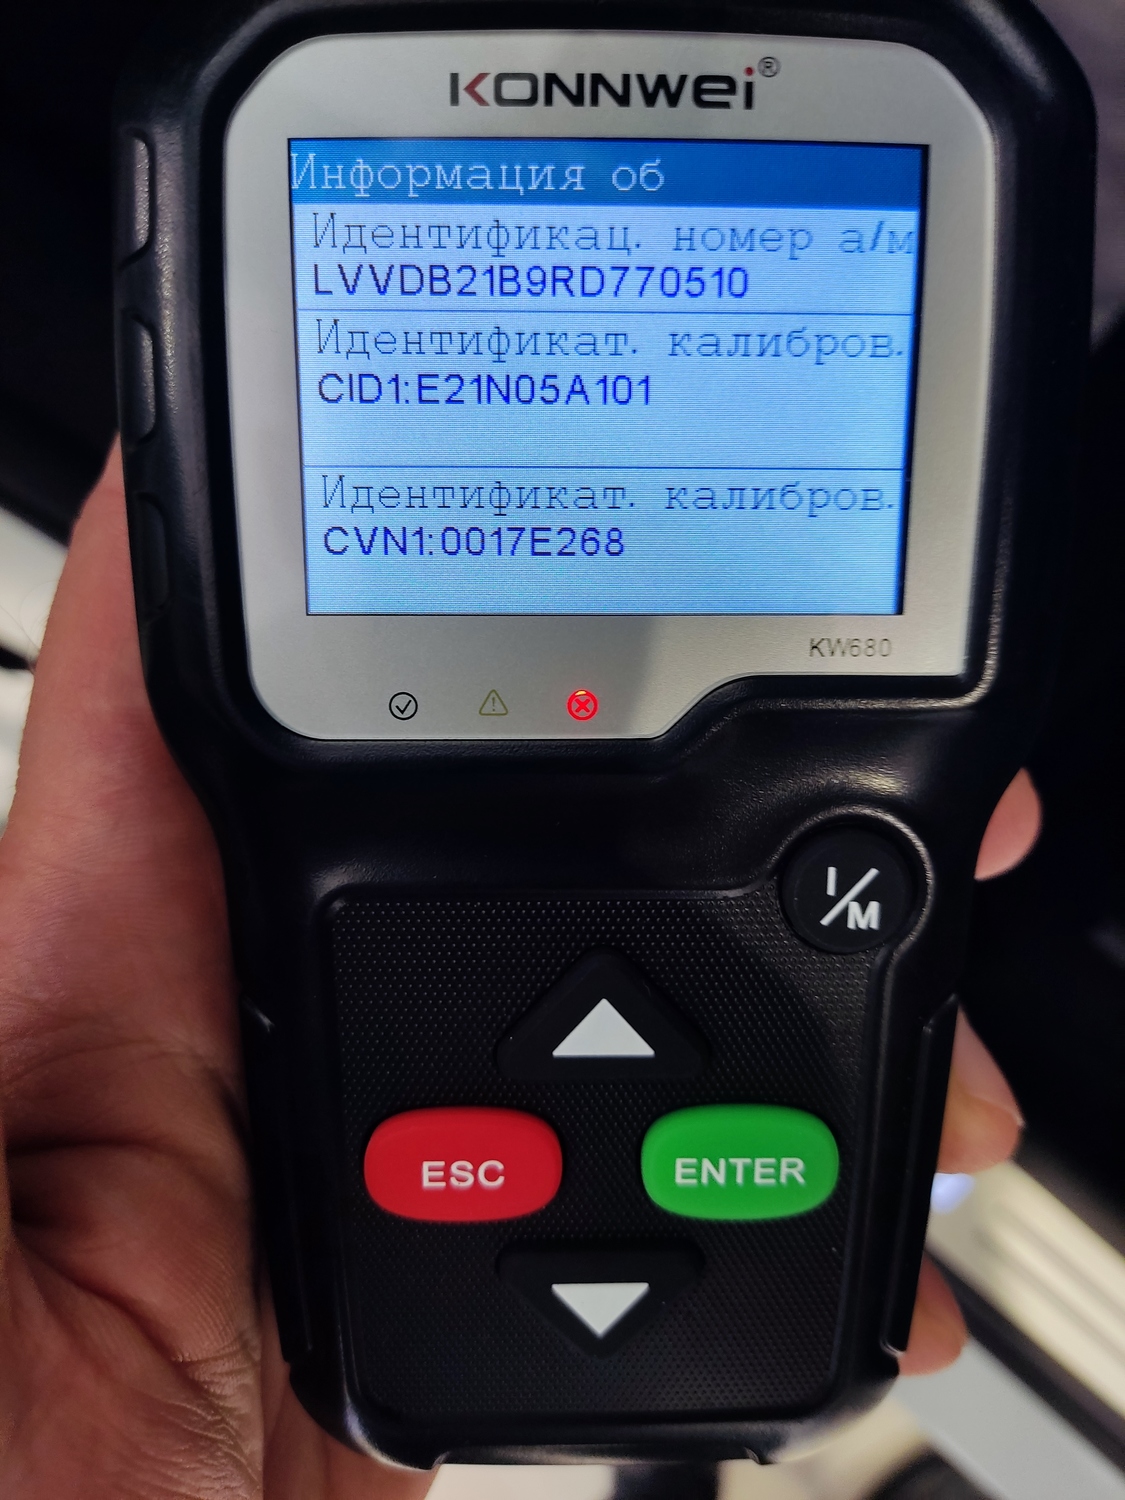 KONNWEI®
Информация об
Идентификац. номер а/м
LVVDB21B9RD770510
Идентификат. калибров.
CID1:E21N05A101
Идентификат. калибров.
CVN1:0017E268
KW680
I/M
ESC
ENTER